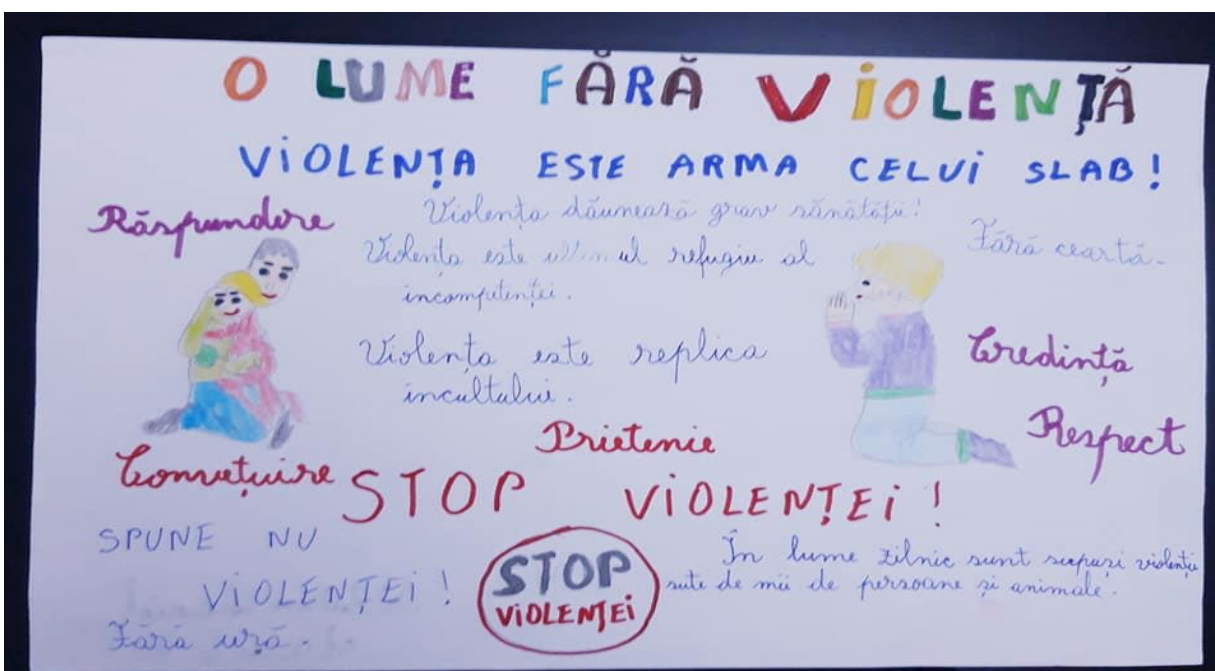 O LUME FĂRĂ VIOLENȚĂ
VIOLENȚA ESTE ARMA CELUI SLAB!
Răspundere
Violența dăunează grav sănătății!
Violența este ultimul refugiu al
incompetenței.
Fără ceartă.
Violența este replica
incultului.
Credință
Respect
Prietenie
Conviețuire
STOP VIOLENȚEI!
SPUNE NU
VIOLENȚEI!
Fără ură.
STOP
VIOLENȚEI
În lume zilnic sunt supuși violenței
sute de mii de persoane și animale.